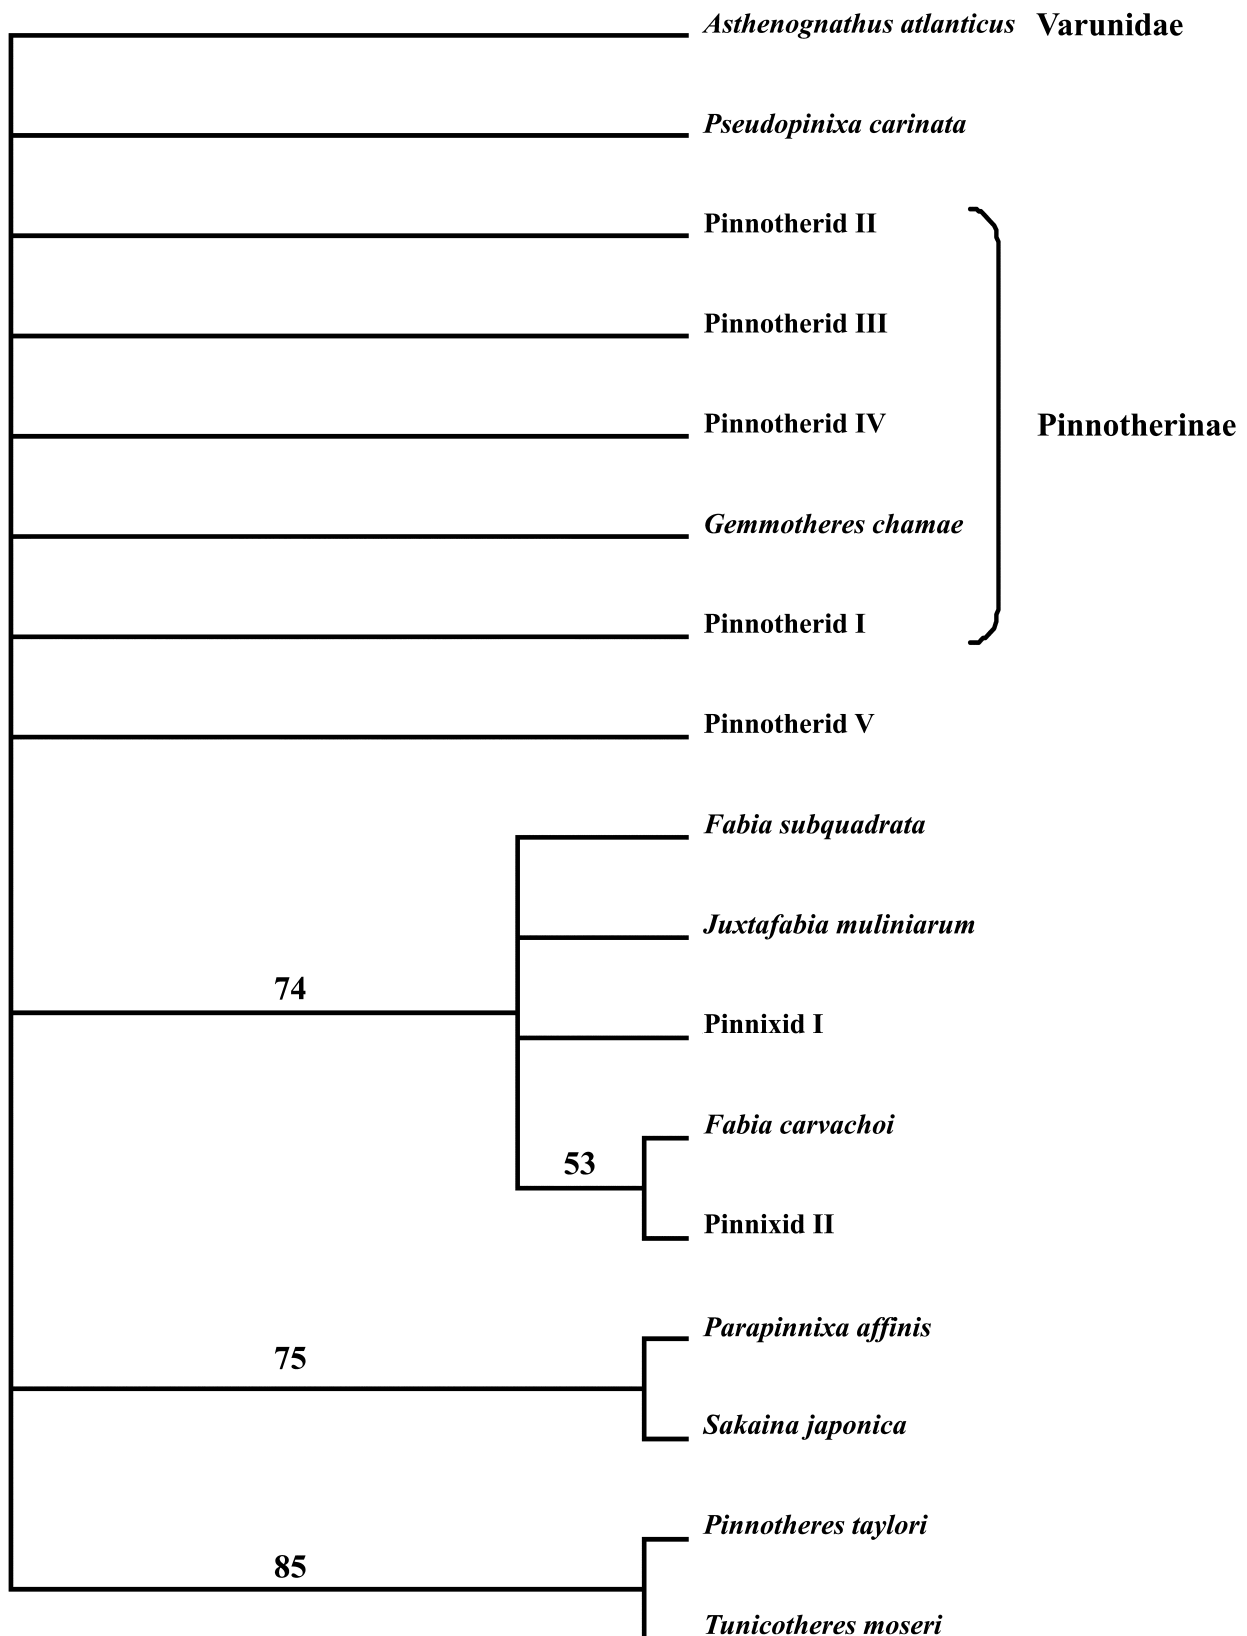 Asthenognathus atlanticus Varunidae
Pseudopinixa carinata
Pinnotherid II
Pinnotherid III
Pinnotherid IV
Pinnotherinae
Gemmotheres chamae
Pinnotherid I
Pinnotherid V
Fabia subquadrata
Juxtafabia muliniarum
74
Pinnixid I
Fabia carvachoi
53
Pinnixid II
Parapinnixa affinis
75
Sakaina japonica
Pinnotheres taylori
85
Tunicotheres moseri